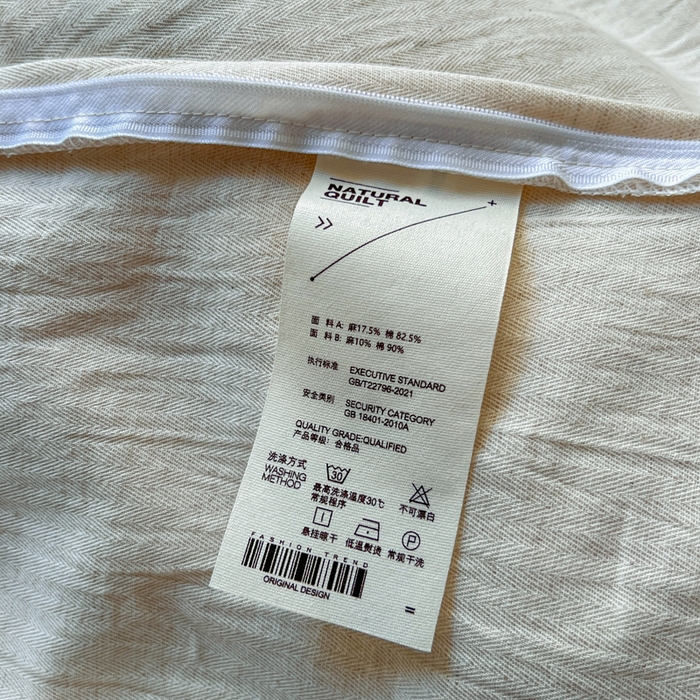 NATURAL
QUILT
面 料 A: 麻17.5% 棉 82.5%
面 料 B: 麻10% 棉 90%
执行标准 EXECUTIVE STANDARD
GB/T22796-2021
安全类别 SECURITY CATEGORY
GB 18401-2010A
QUALITY GRADE:QUALIFIED
产品等级: 合格品
洗涤方式
WASHING
METHOD
30
最高洗涤温度30℃
常规程序
不可漂白
P
悬挂晾干 低温熨烫 常规干洗
FASHION TREND
ORIGINAL DESIGN